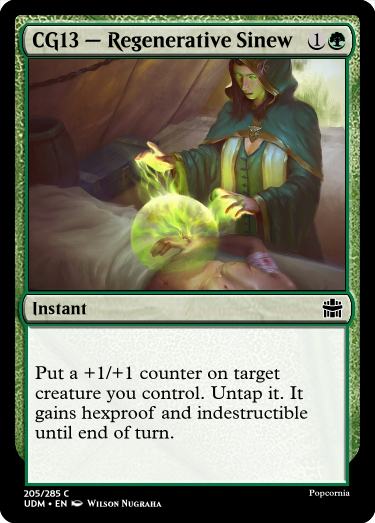 CG13 — Regenerative Sinew 1
Instant
Put a +1/+1 counter on target
creature you control. Untap it. It
gains hexproof and indestructible
until end of turn.
205/285 C Popcornia
UDM • EN Wilson Nugraha